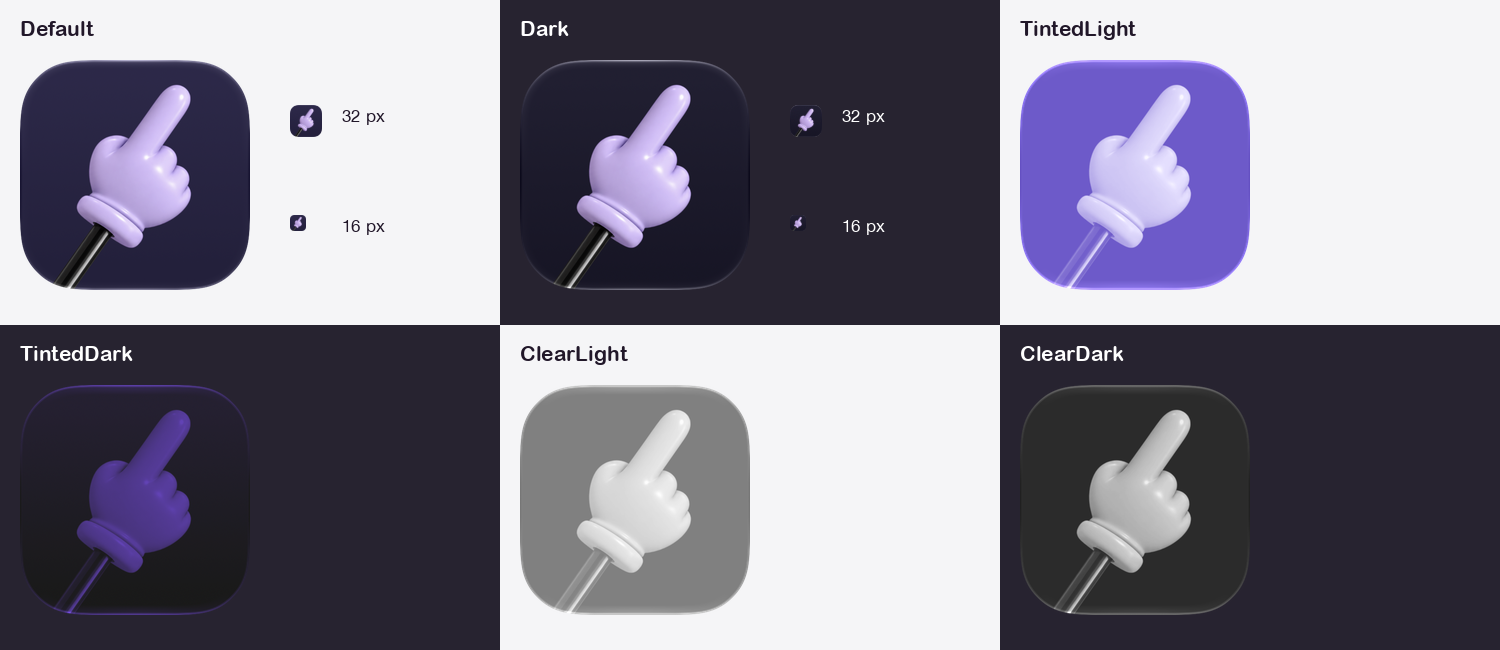 Default
32 px
16 px
Dark
32 px
16 px
TintedLight
TintedDark
ClearLight
ClearDark